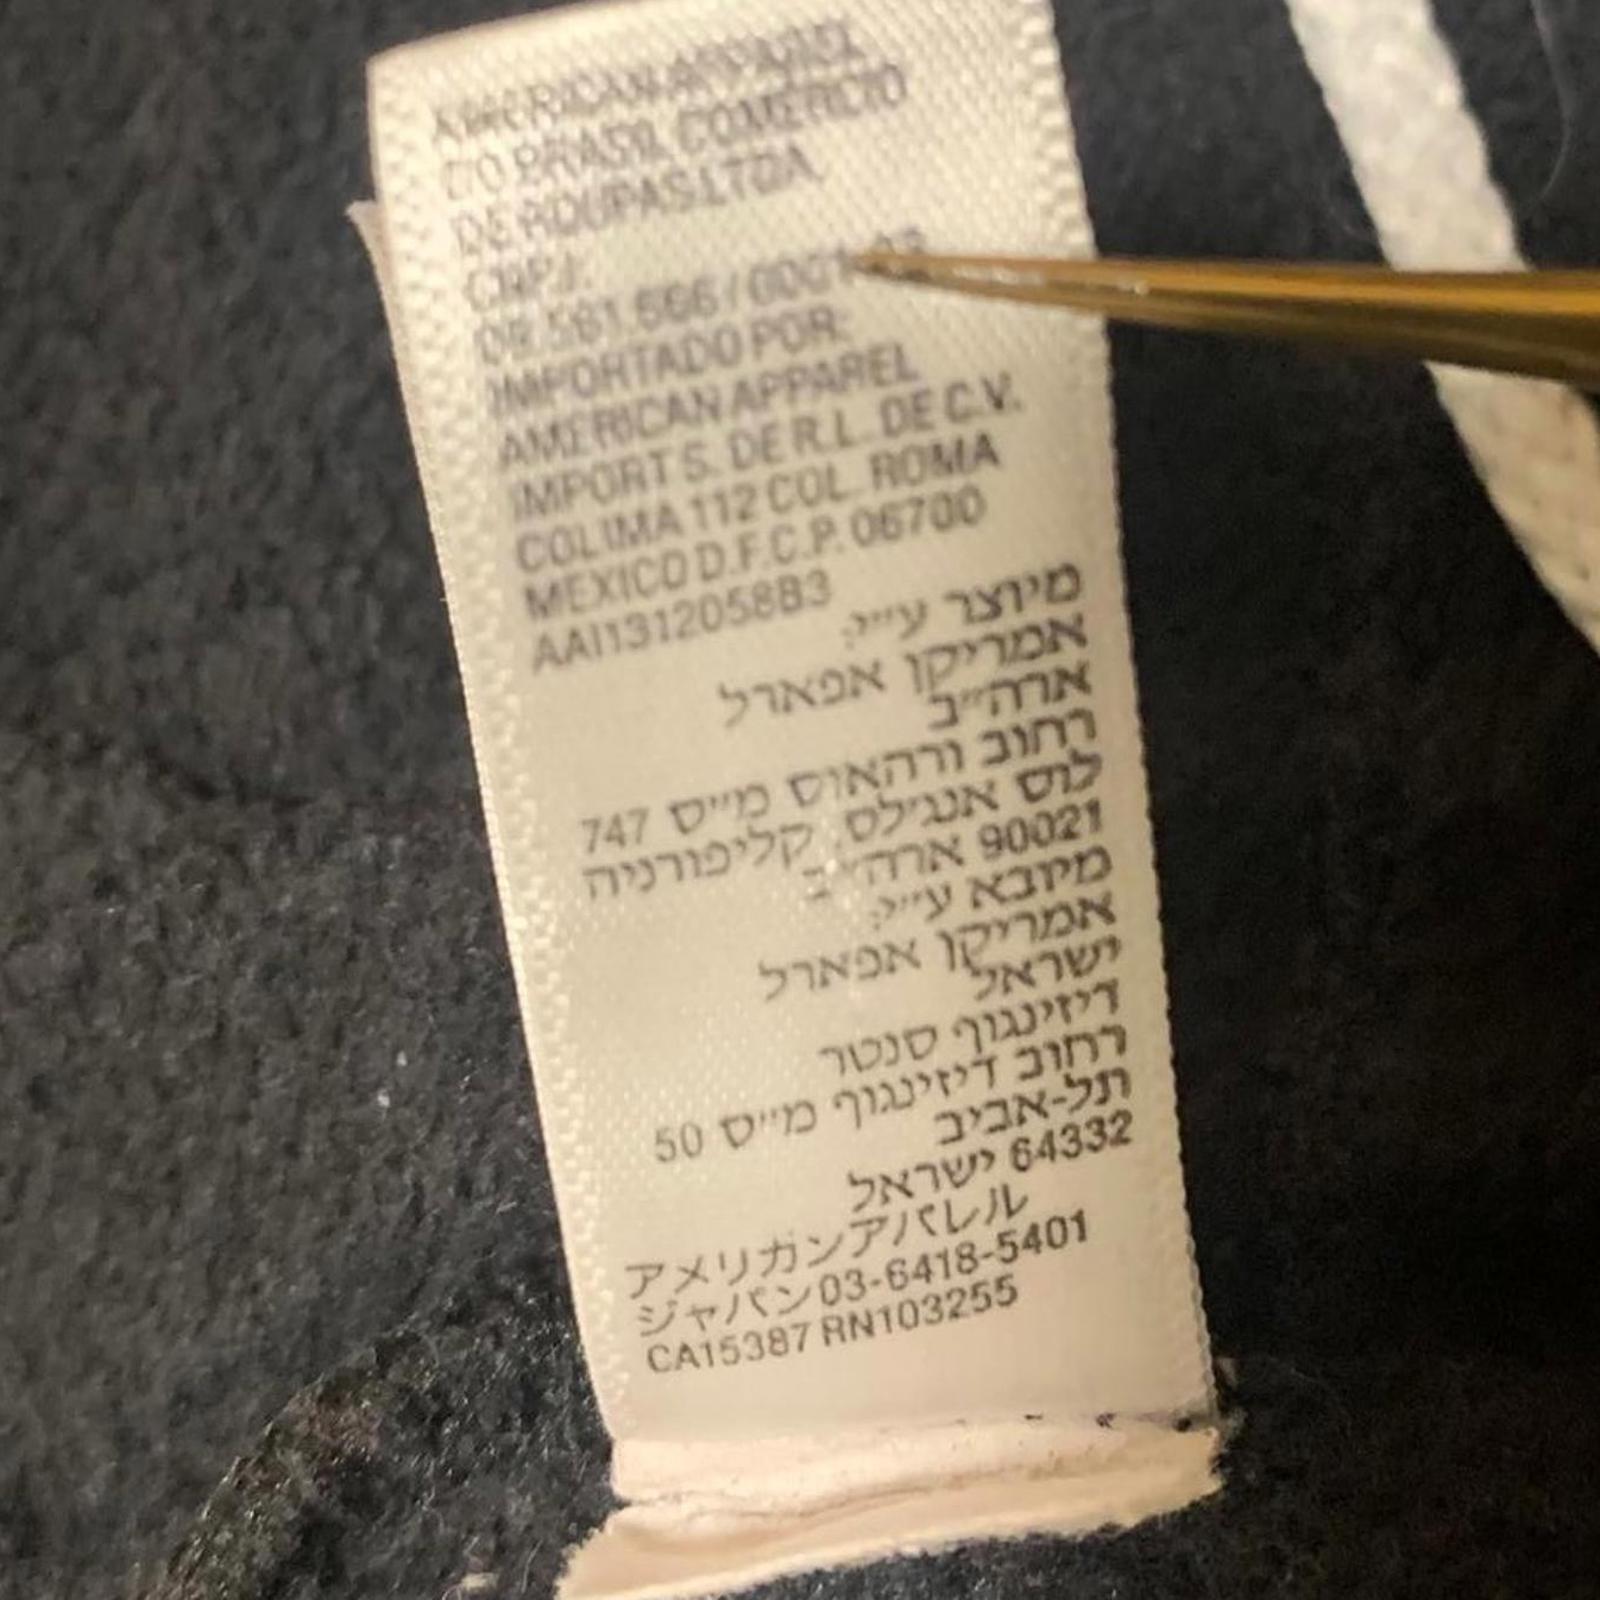 AMERICAN APPAREL
DO BRASIL COMERCIO
DE ROUPAS LTDA
CNPJ:
IMPORTADO POR:
AMERICAN APPAREL
IMPORT S. DE R.L. DE C.V.
COLIMA 112 COL. ROMA
MEXICO D.F.C.P. 06700
AAI1312058B3
מיוצר ע״י:
אמריקן אפארל
ארה״ב
רחוב ורהאוס מ״יס 747
לוס אנג׳לס, קליפורניה
90021 ארה״ב
מיובא ע״י:
אמריקן אפארל
ישראל
דיזינגוף סנטר
רחוב דיזינגוף מ״יס 50
תל-אביב
64332 ישראל
アメリカンアパレル
ジャパン03-6418-5401
CA15387 RN103255